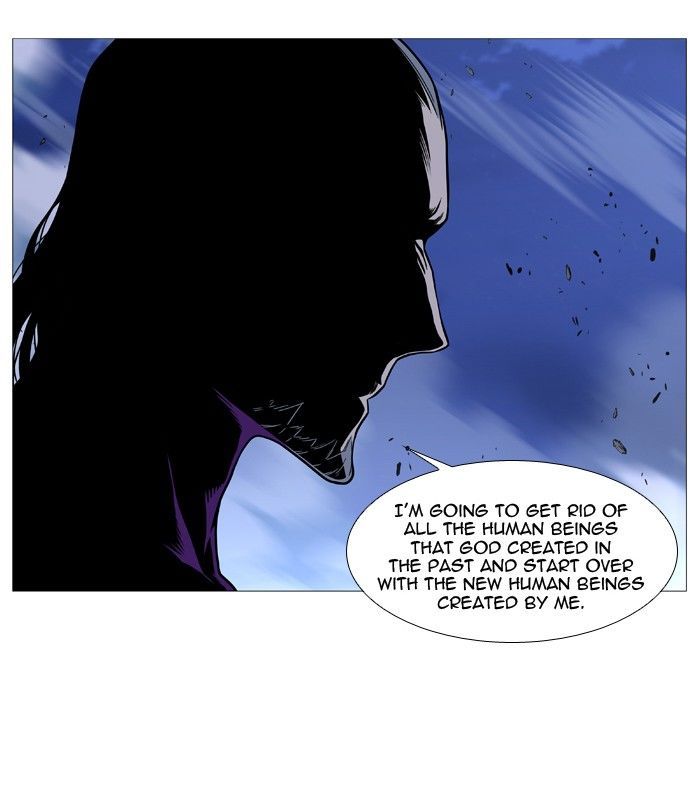 I'M GOING TO GET RID OF
ALL THE HUMAN BEINGS
THAT GOD CREATED IN
THE PAST AND START OVER
WITH THE NEW HUMAN BEINGS
CREATED BY ME.